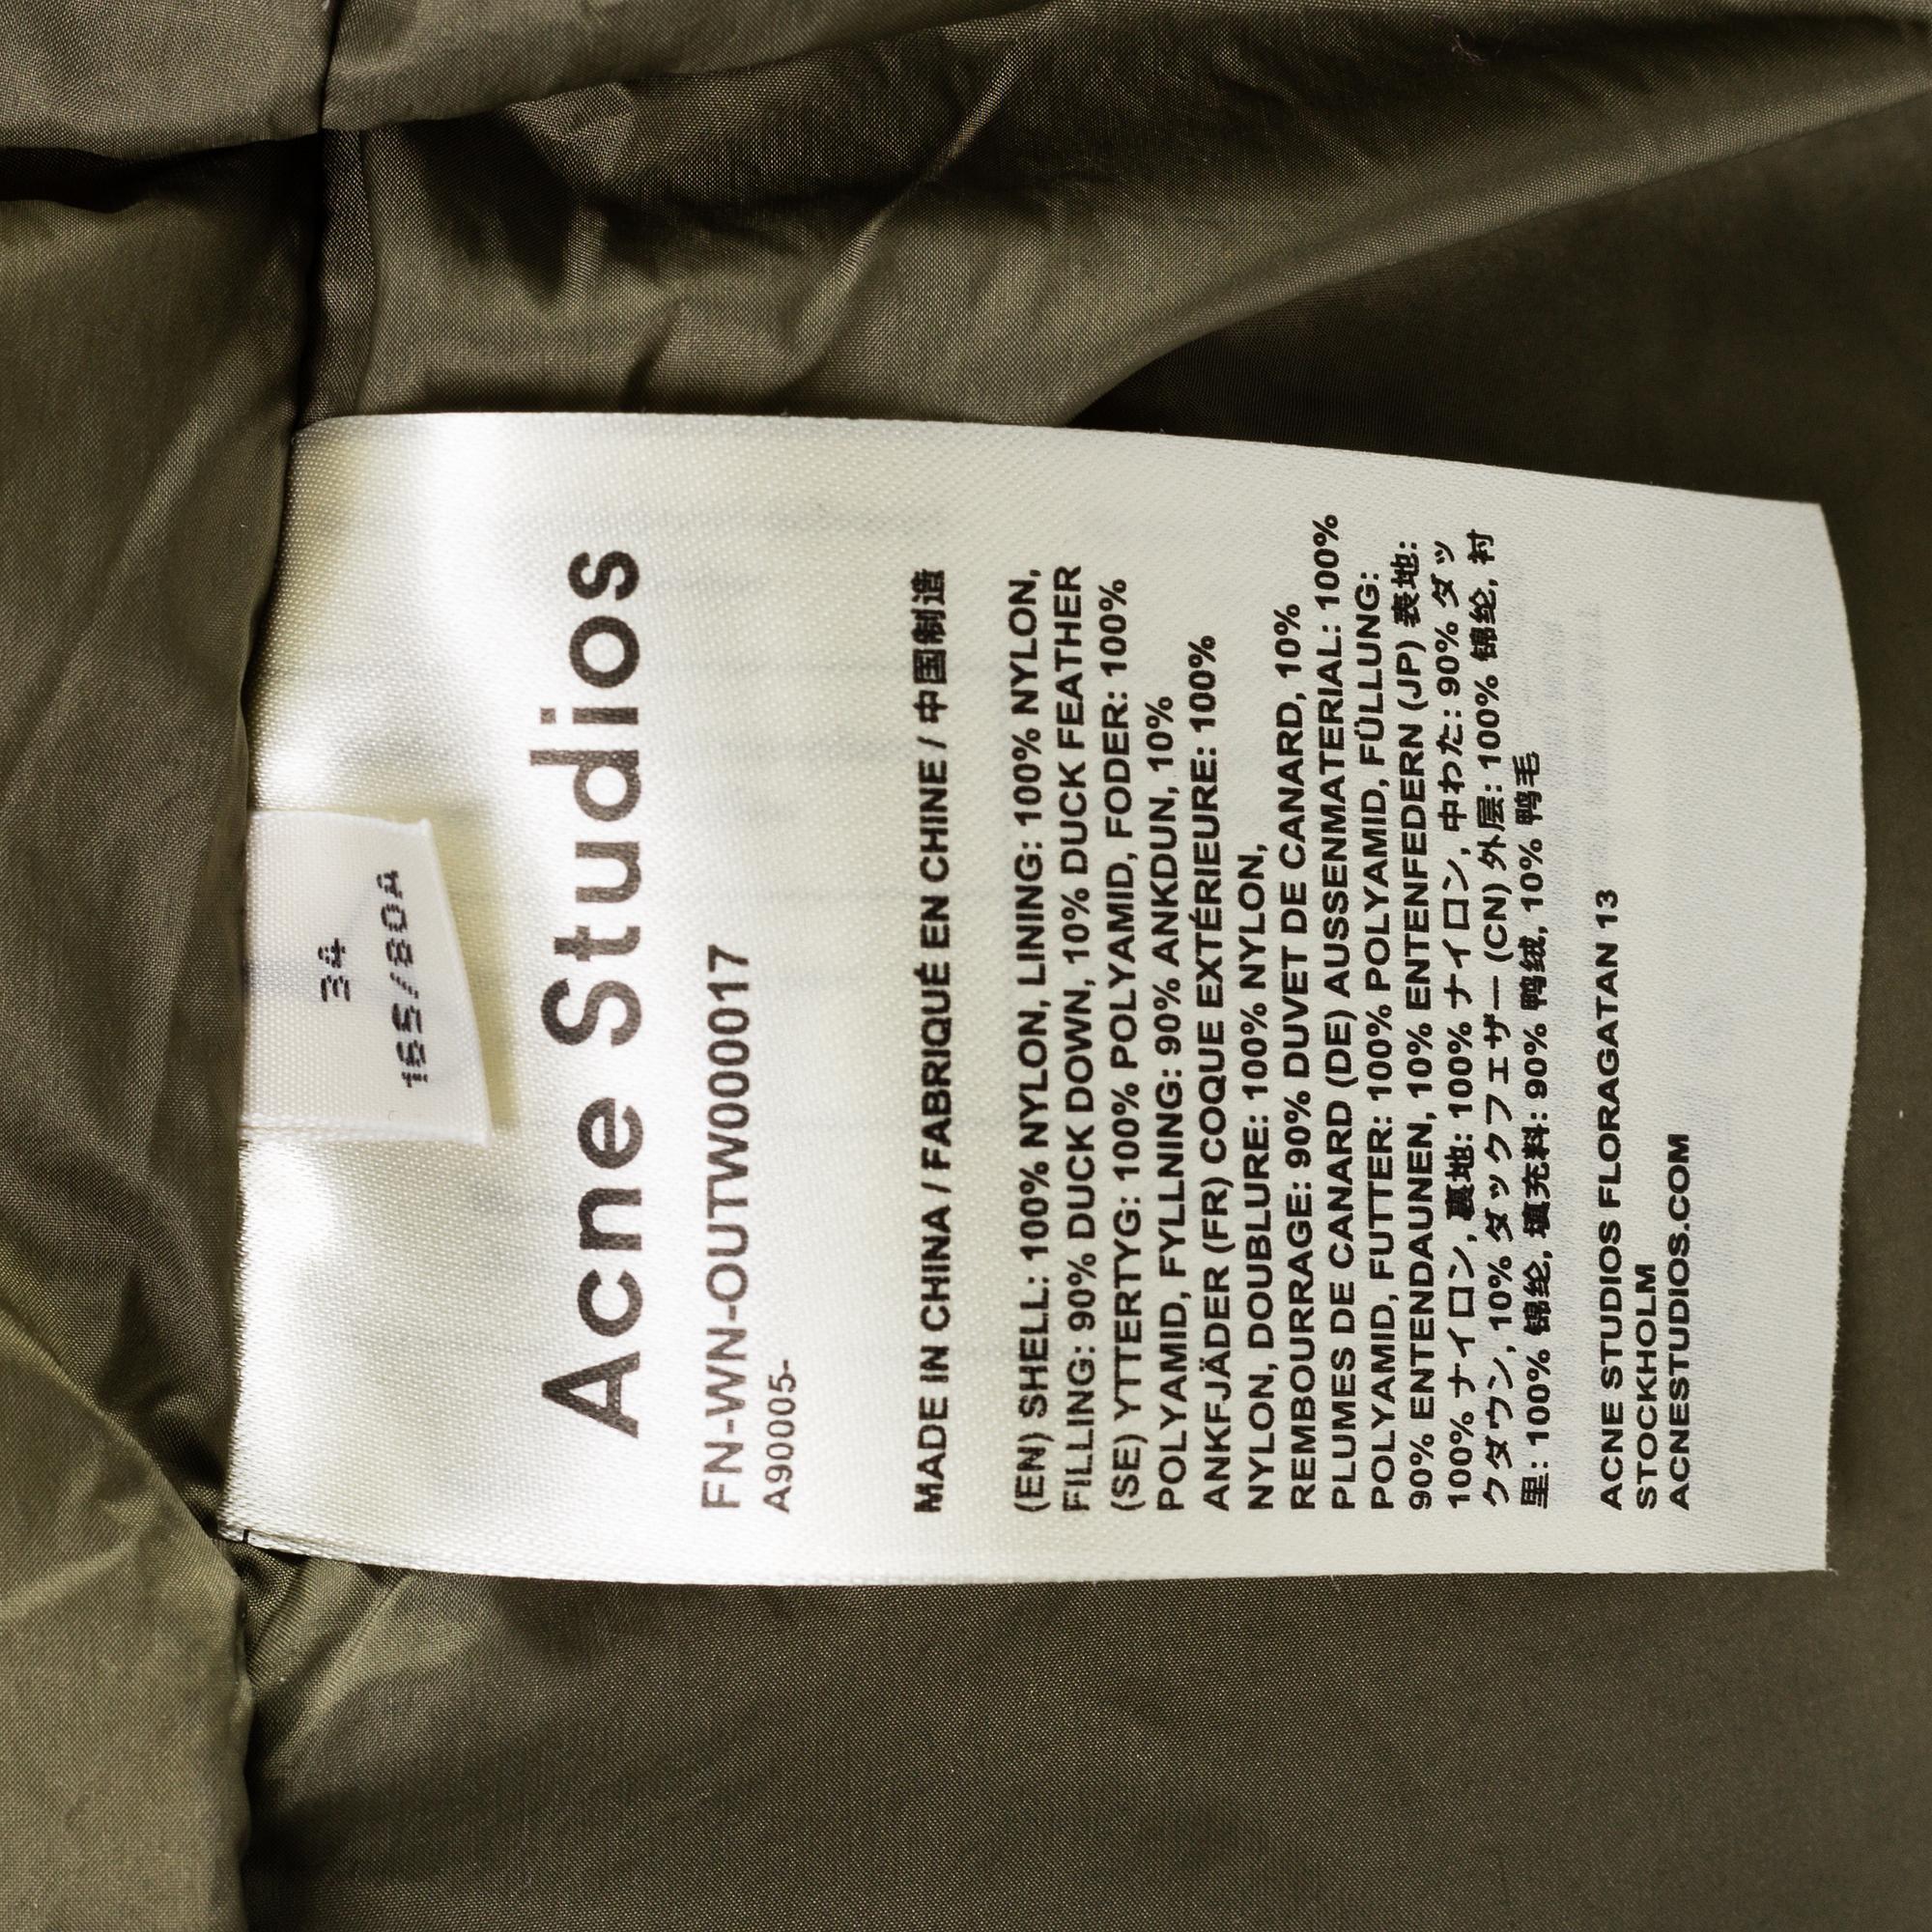 34
165/80A
Acne Studios
FN-WN-OUTW000017
A90005-
MADE IN CHINA / FABRIQUÉ EN CHINE / 中国制造
(EN) SHELL: 100% NYLON, LINING: 100% NYLON,
FILLING: 90% DUCK DOWN, 10% DUCK FEATHER
(SE) YTTERTYG: 100% POLYAMID, FODER: 100%
POLYAMID, FYLLNING: 90% ANKDUN, 10%
ANKFJÄDER (FR) COQUE EXTÉRIEURE: 100%
NYLON, DOUBLURE: 100% NYLON,
REMBOURRAGE: 90% DUVET DE CANARD, 10%
PLUMES DE CANARD (DE) AUSSENMATERIAL: 100%
POLYAMID, FUTTER: 100% POLYAMID, FÜLLUNG:
90% ENTENDAUNEN, 10% ENTENFEDERN (JP) 表地:
100% ナイロン, 裏地: 100% ナイロン, 中わた: 90% ダッ
クダウン, 10% ダックフェザー (CN) 外层: 100% 锦纶, 衬
里: 100% 锦纶, 填充料: 90% 鸭绒, 10% 鸭毛
ACNE STUDIOS FLORAGATAN 13
STOCKHOLM
ACNESTUDIOS.COM